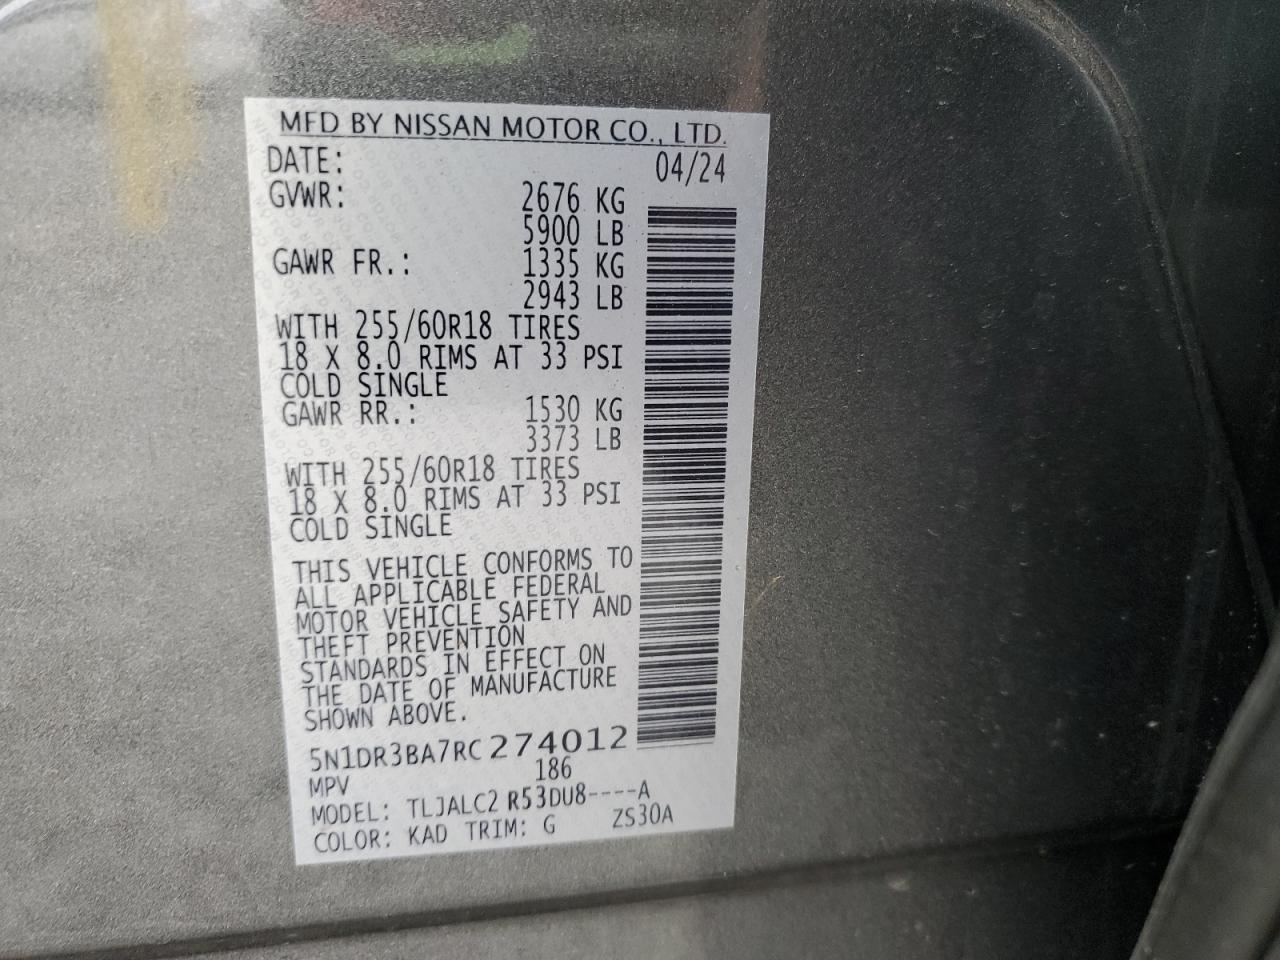 MFD BY NISSAN MOTOR CO., LTD.
DATE: 04/24
GVWR: 2676 KG
5900 LB
GAWR FR.: 1335 KG
2943 LB
WITH 255/60R18 TIRES
18 X 8.0 RIMS AT 33 PSI
COLD SINGLE
GAWR RR.: 1530 KG
3373 LB
WITH 255/60R18 TIRES
18 X 8.0 RIMS AT 33 PSI
COLD SINGLE
THIS VEHICLE CONFORMS TO
ALL APPLICABLE FEDERAL
MOTOR VEHICLE SAFETY AND
THEFT PREVENTION
STANDARDS IN EFFECT ON
THE DATE OF MANUFACTURE
SHOWN ABOVE.
5N1DR3BA7RC274012
MPV 186
MODEL: TLJALC2 R53DU8----A
COLOR: KAD TRIM: G ZS30A